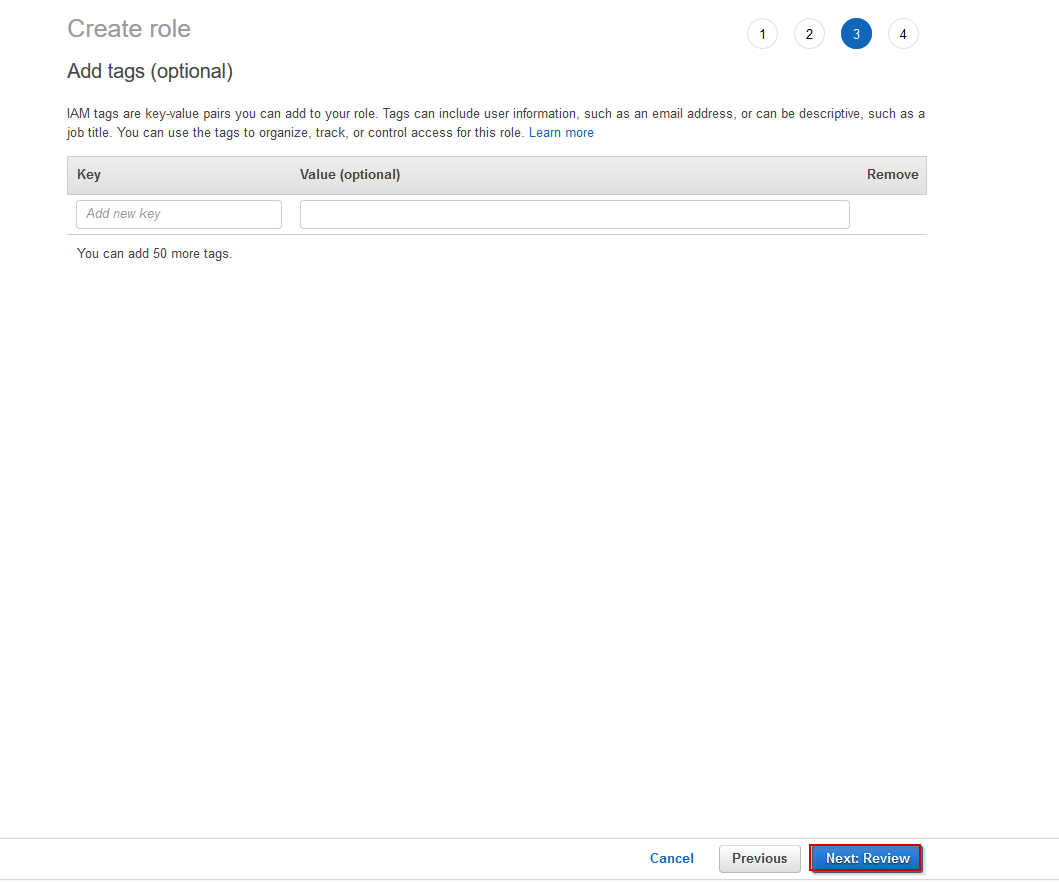 Create role
1 2 3 4
Add tags (optional)
IAM tags are key-value pairs you can add to your role. Tags can include user information, such as an email address, or can be descriptive, such as a
job title. You can use the tags to organize, track, or control access for this role. Learn more
Key Value (optional) Remove
Add new key
You can add 50 more tags.
Cancel Previous Next: Review